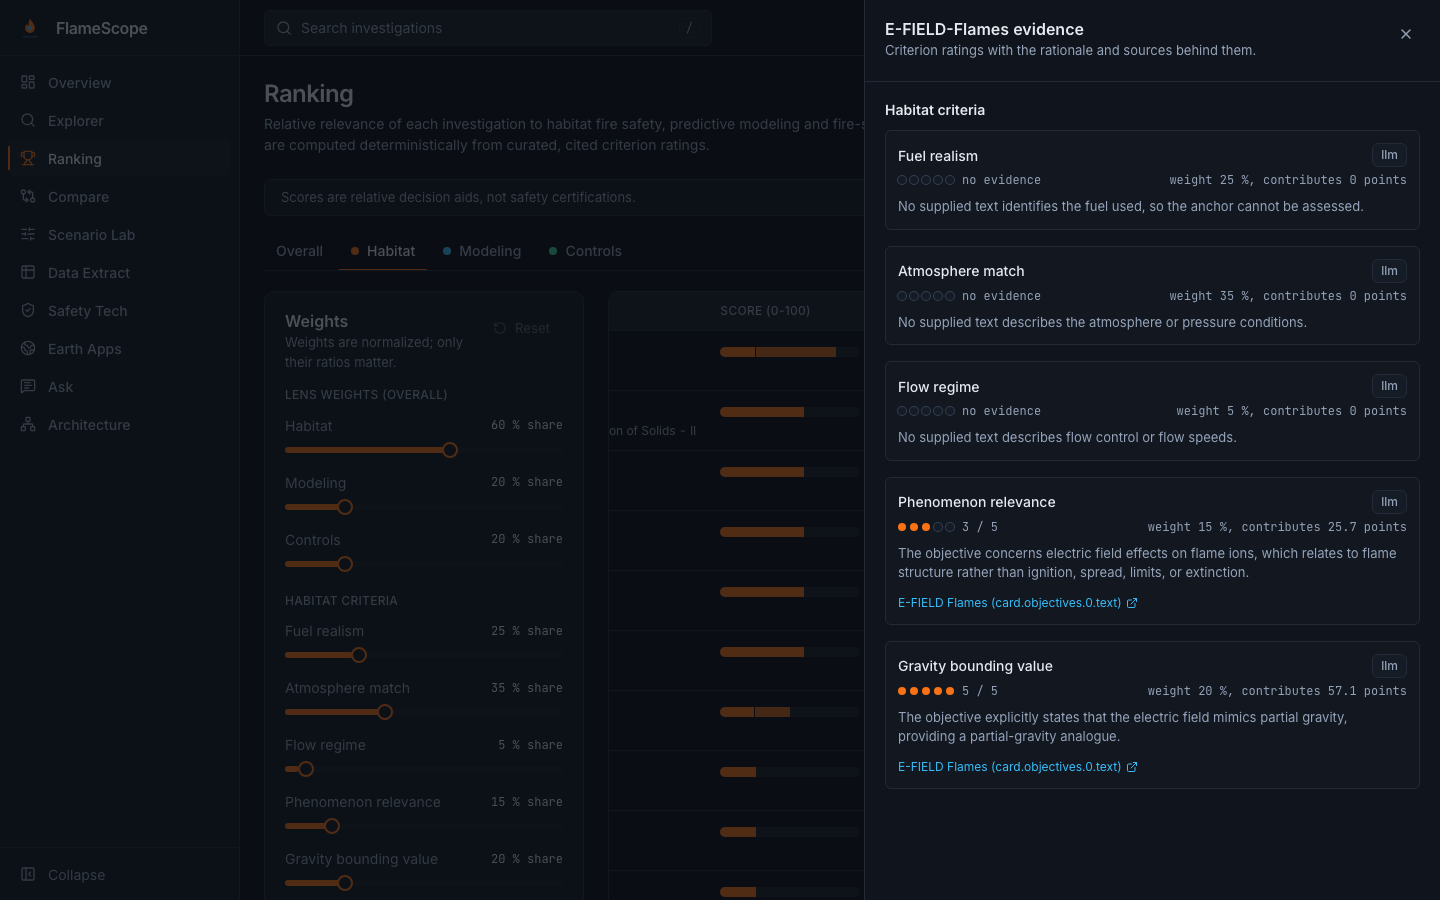 FlameScope
Search investigations
/
Overview
Explorer
Ranking
Compare
Scenario Lab
Data Extract
Safety Tech
Earth Apps
Ask
Architecture
Collapse
Ranking
Relative relevance of each investigation to habitat fire safety, predictive modeling and fire-s
are computed deterministically from curated, cited criterion ratings.
Scores are relative decision aids, not safety certifications.
Overall
Habitat
Modeling
Controls
Weights
Reset
Weights are normalized; only
their ratios matter.
LENS WEIGHTS (OVERALL)
Habitat 60 % share
Modeling 20 % share
Controls 20 % share
HABITAT CRITERIA
Fuel realism 25 % share
Atmosphere match 35 % share
Flow regime 5 % share
Phenomenon relevance 15 % share
Gravity bounding value 20 % share
SCORE (0-100)
on of Solids - II
E-FIELD-Flames evidence
Criterion ratings with the rationale and sources behind them.
Habitat criteria
Fuel realism llm
no evidence weight 25 %, contributes 0 points
No supplied text identifies the fuel used, so the anchor cannot be assessed.
Atmosphere match llm
no evidence weight 35 %, contributes 0 points
No supplied text describes the atmosphere or pressure conditions.
Flow regime llm
no evidence weight 5 %, contributes 0 points
No supplied text describes flow control or flow speeds.
Phenomenon relevance llm
3 / 5 weight 15 %, contributes 25.7 points
The objective concerns electric field effects on flame ions, which relates to flame
structure rather than ignition, spread, limits, or extinction.
E-FIELD Flames (card.objectives.0.text)
Gravity bounding value llm
5 / 5 weight 20 %, contributes 57.1 points
The objective explicitly states that the electric field mimics partial gravity,
providing a partial-gravity analogue.
E-FIELD Flames (card.objectives.0.text)